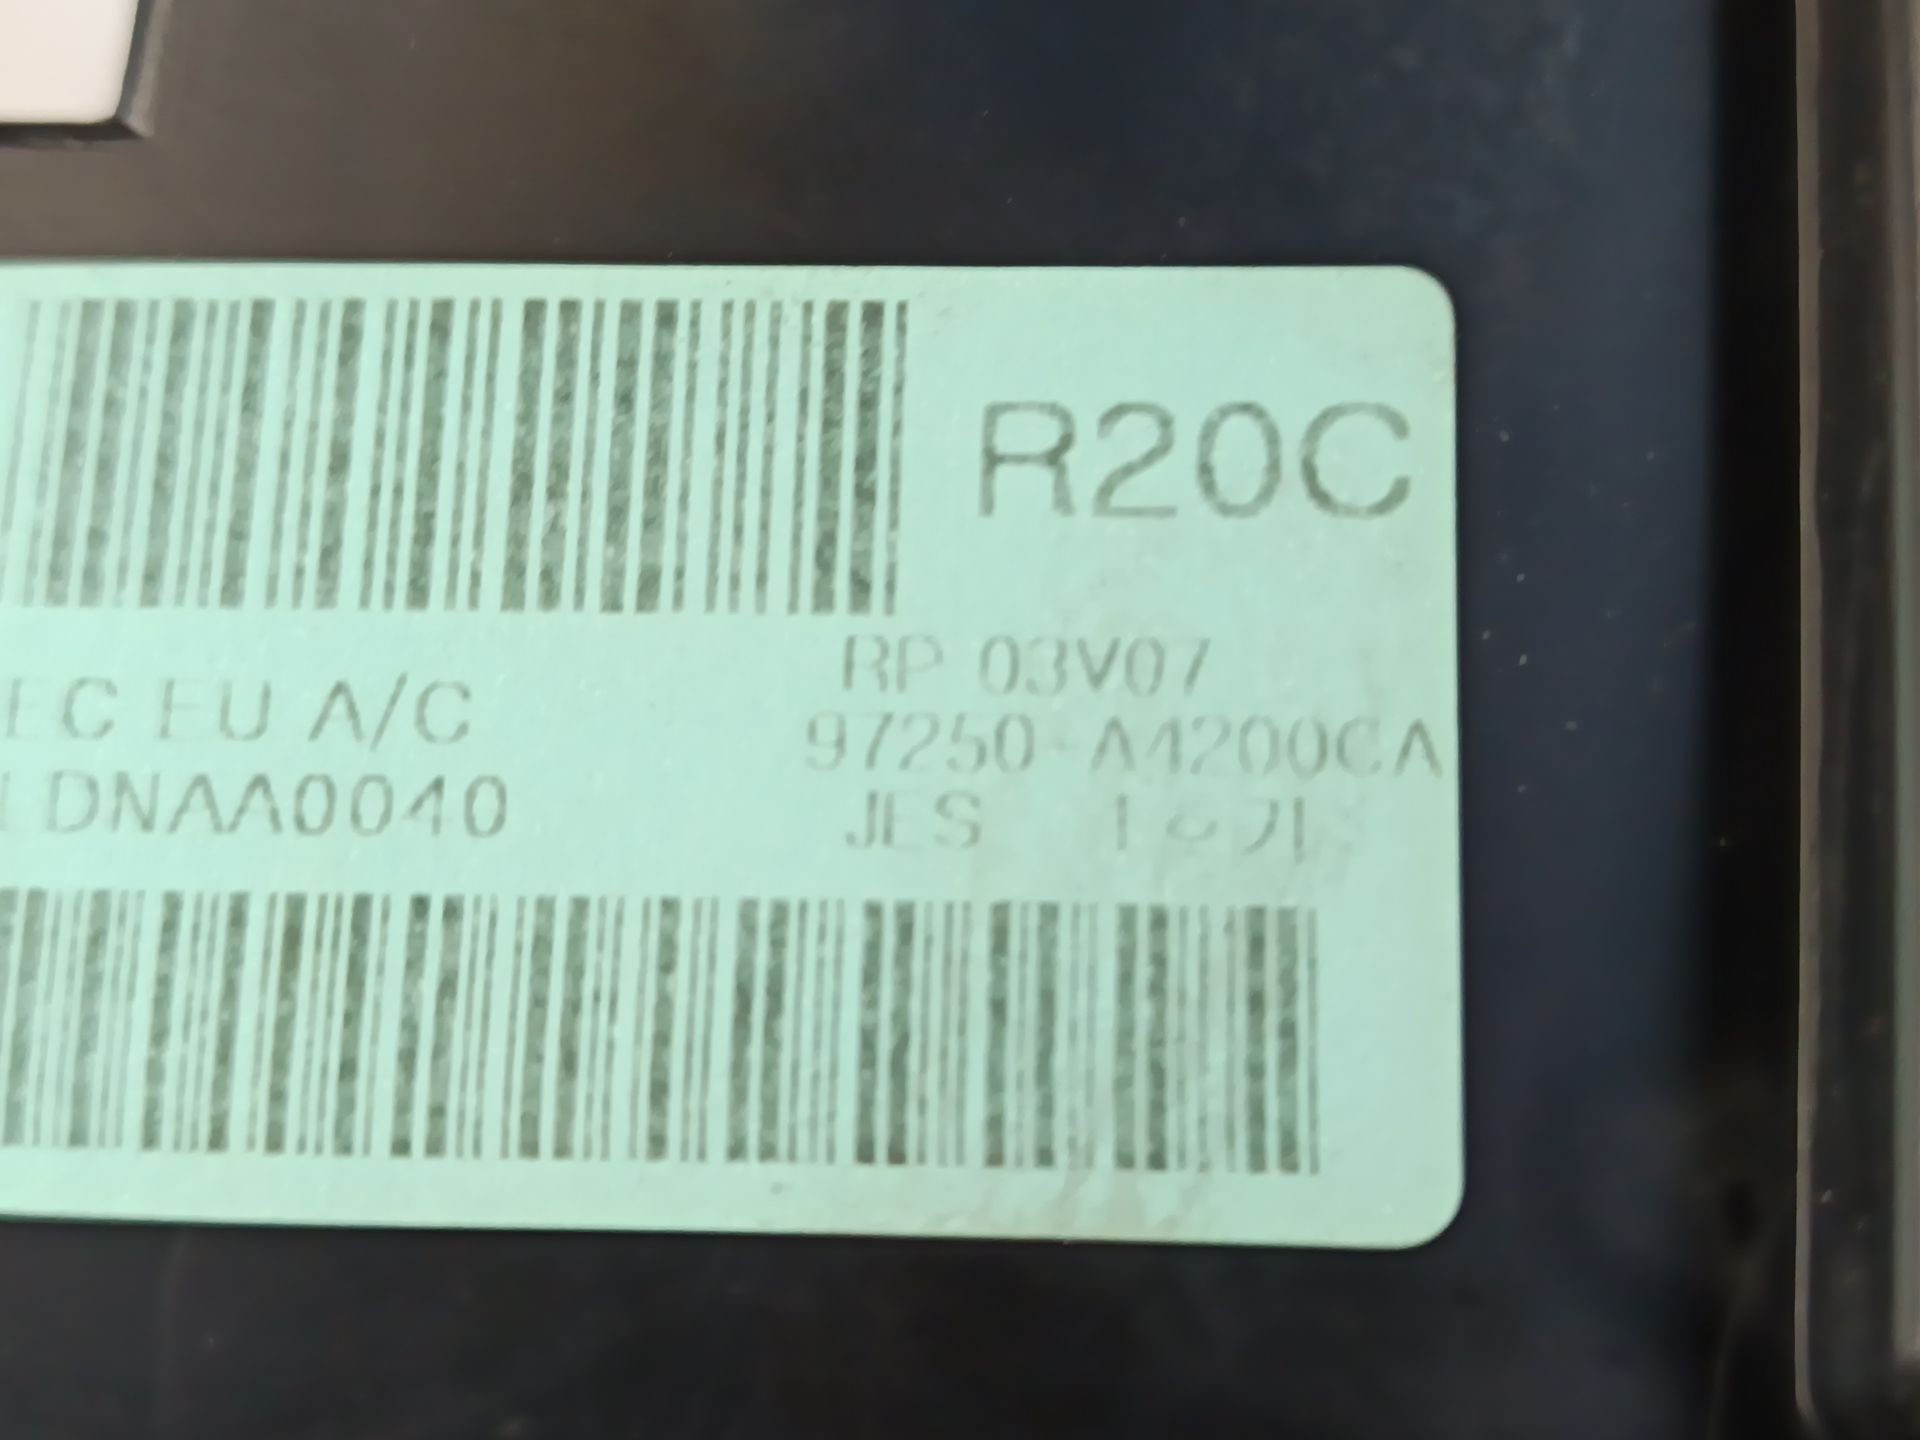 R20C
RP 03V07
EC EU A/C
97250-A4200CA
DNAA0040
JES